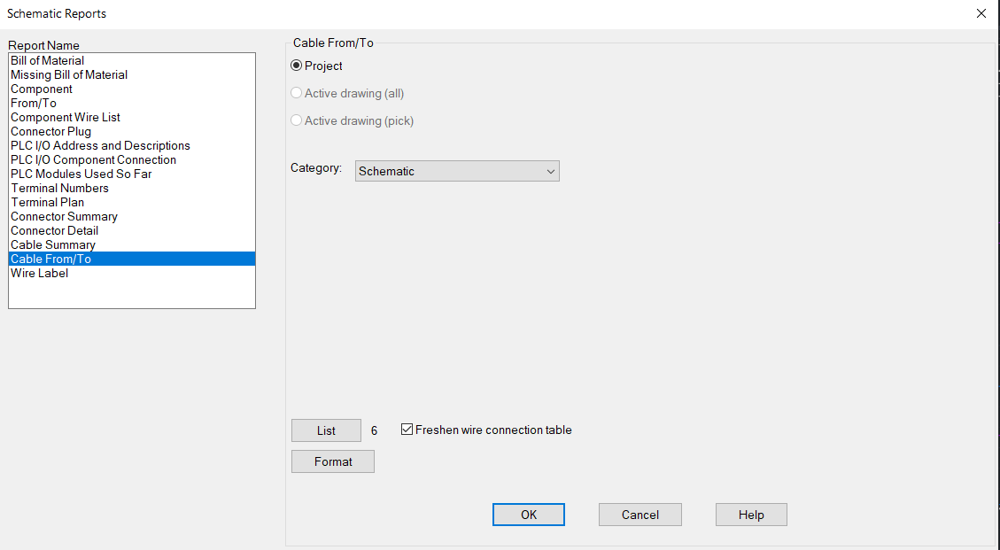 Schematic Reports
Report Name
Bill of Material
Missing Bill of Material
Component
From/To
Component Wire List
Connector Plug
PLC I/O Address and Descriptions
PLC I/O Component Connection
PLC Modules Used So Far
Terminal Numbers
Terminal Plan
Connector Summary
Connector Detail
Cable Summary
Cable From/To
Wire Label
Cable From/To
Project
Active drawing (all)
Active drawing (pick)
Category: Schematic
List 6 Freshen wire connection table
Format
OK Cancel Help